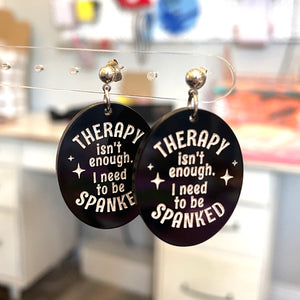 THERAPY
isn't
enough.
I need
to be
SPANKED
THERAPY
isn't
enough.
I need
to be
SPANKED